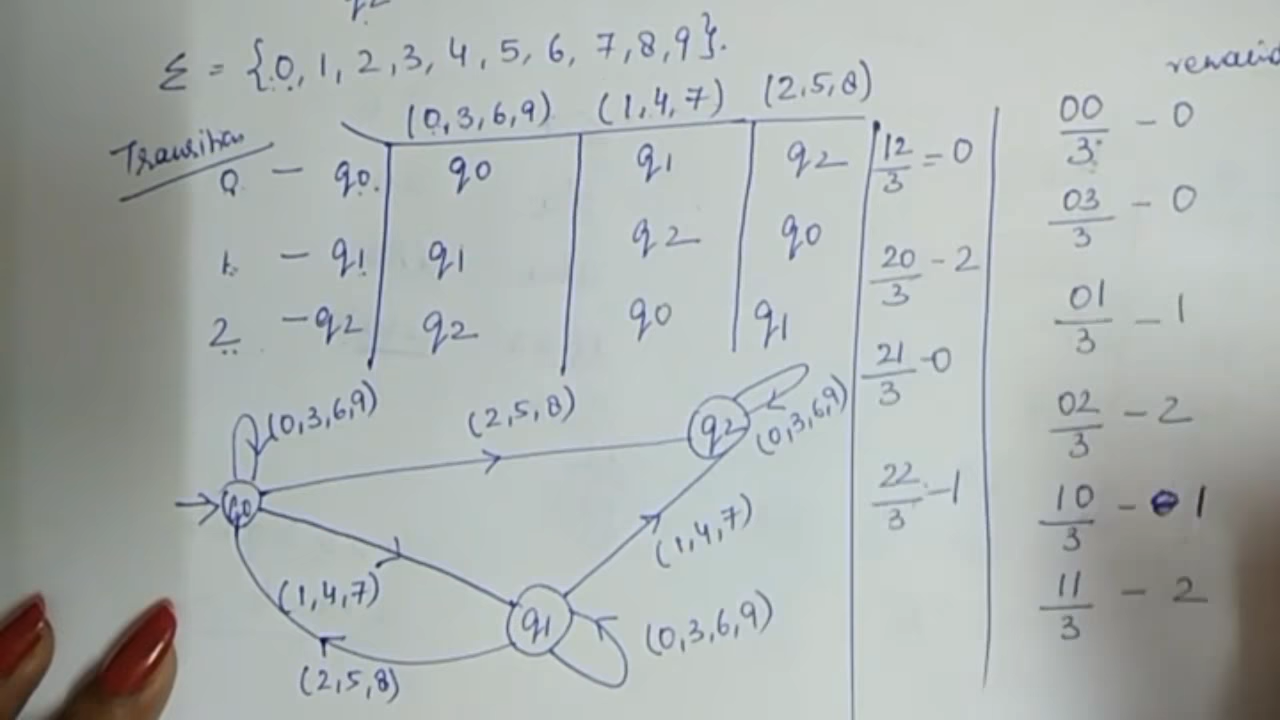 q2
Σ = {0, 1, 2, 3, 4, 5, 6, 7, 8, 9}.
(0,3,6,9) (1,4,7) (2,5,8)
0 - q0 q0 q1 q2
1 - q1 q1 q2 q0
2 - q2 q2 q0 q1
12/3 = 0
20/3 - 2
21/3 - 0
22/3 - 1
00/3 - 0
03/3 - 0
01/3 - 1
02/3 - 2
10/3 - 1
11/3 - 2
(0,3,6,9)
(2,5,8)
q2
(0,3,6,9)
q0
(1,4,7)
(1,4,7)
q1
(0,3,6,9)
(2,5,8)